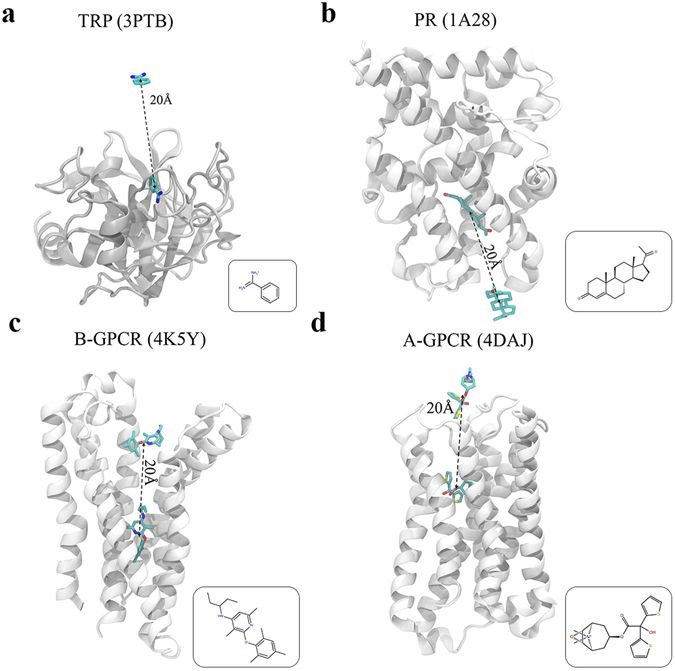 a
TRP (3PTB)
20Å
b
PR (1A28)
20Å
c
B-GPCR (4K5Y)
20Å
d
A-GPCR (4DAJ)
20Å